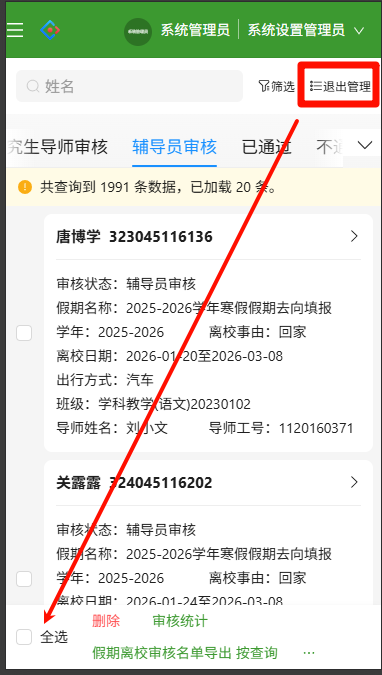 系统管理员 系统设置管理员
姓名 筛选 退出管理
究生导师审核 辅导员审核 已通过 不
共查询到 1991 条数据，已加载 20 条。
唐博学 323045116136
审核状态：辅导员审核
假期名称：2025-2026学年寒假假期去向填报
学年：2025-2026 离校事由：回家
离校日期：2026-01-20至2026-03-08
出行方式：汽车
班级：学科教学(语文)20230102
导师姓名：刘小文 导师工号：1120160371
关露露 324045116202
审核状态：辅导员审核
假期名称：2025-2026学年寒假假期去向填报
学年：2025-2026 离校事由：回家
离校日期：2026-01-24至2026-03-08
全选 删除 审核统计
假期离校审核名单导出 按查询 ···